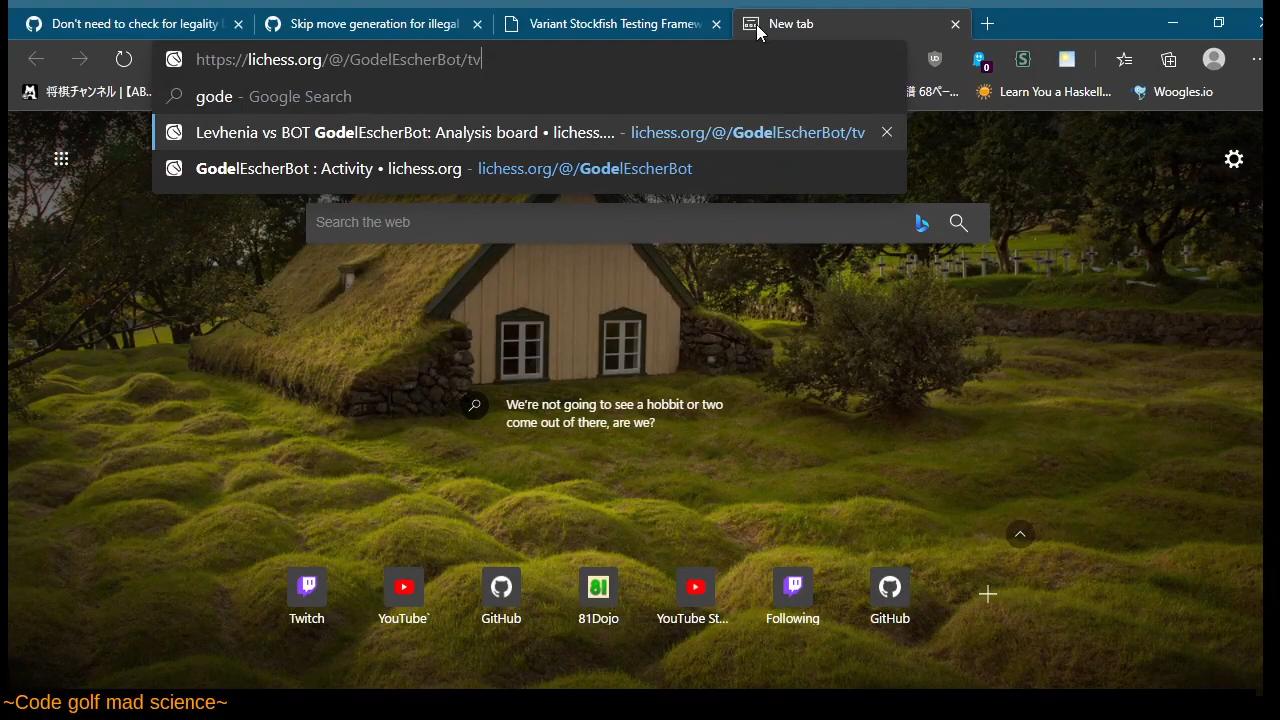 Don't need to check for legality
Skip move generation for illegal
Variant Stockfish Testing Framew
New tab
https://lichess.org/@/GodelEscherBot/tv
0
将棋チャンネル【AB..
譜 68ペー...
Learn You a Haskell...
Woogles.io
gode - Google Search
Levhenia vs BOT GodelEscherBot: Analysis board • lichess.... - lichess.org/@/GodelEscherBot/tv
GodelEscherBot : Activity • lichess.org - lichess.org/@/GodelEscherBot
Search the web
We're not going to see a hobbit or two
come out of there, are we?
81
Twitch
YouTube`
GitHub
81Dojo
YouTube St...
Following
GitHub
~Code golf mad science~